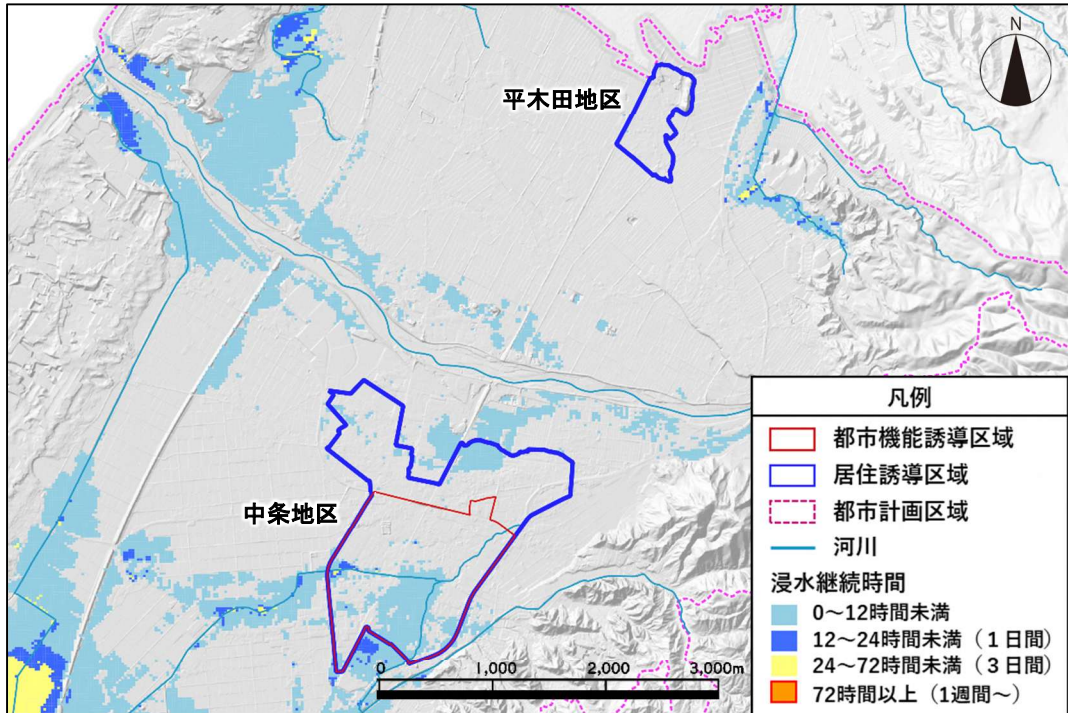 N
平木田地区
中条地区
凡例
都市機能誘導区域
居住誘導区域
都市計画区域
河川
浸水継続時間
0～12時間未満
12～24時間未満（１日間）
24～72時間未満（３日間）
72時間以上（1週間～）
0 1,000 2,000 3,000m